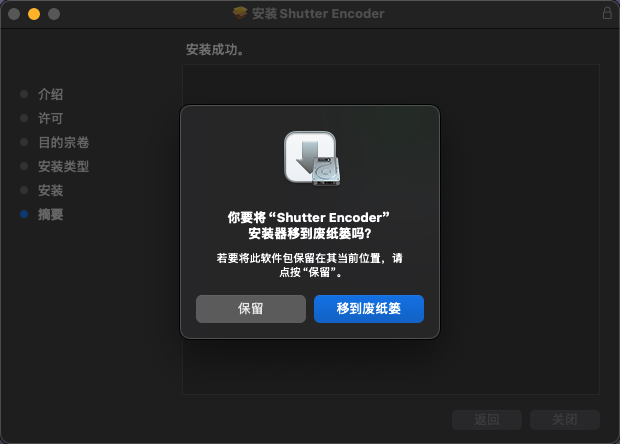 安装 Shutter Encoder
安装成功。
介绍
许可
目的宗卷
安装类型
安装
摘要
你要将“Shutter Encoder”
安装器移到废纸篓吗?
若要将此软件包保留在其当前位置，请
点按“保留”。
保留
移到废纸篓
返回
关闭